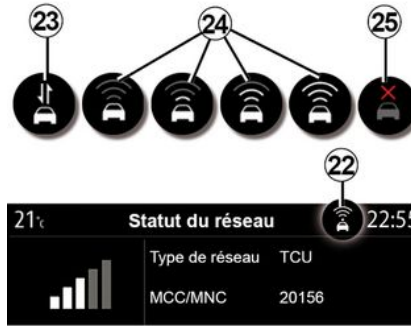 23
24
25
22
21°c Statut du réseau 22:55
Type de réseau TCU
MCC/MNC 20156